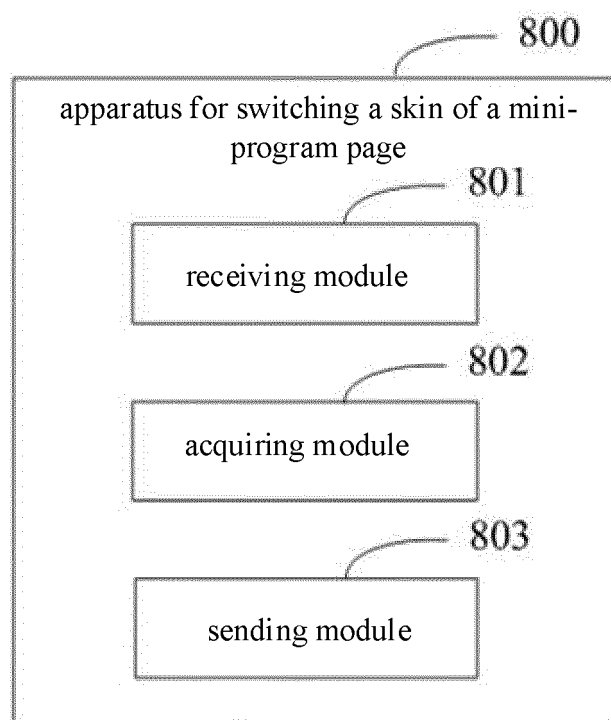 800
apparatus for switching a skin of a mini-
program page
801
receiving module
802
acquiring module
803
sending module